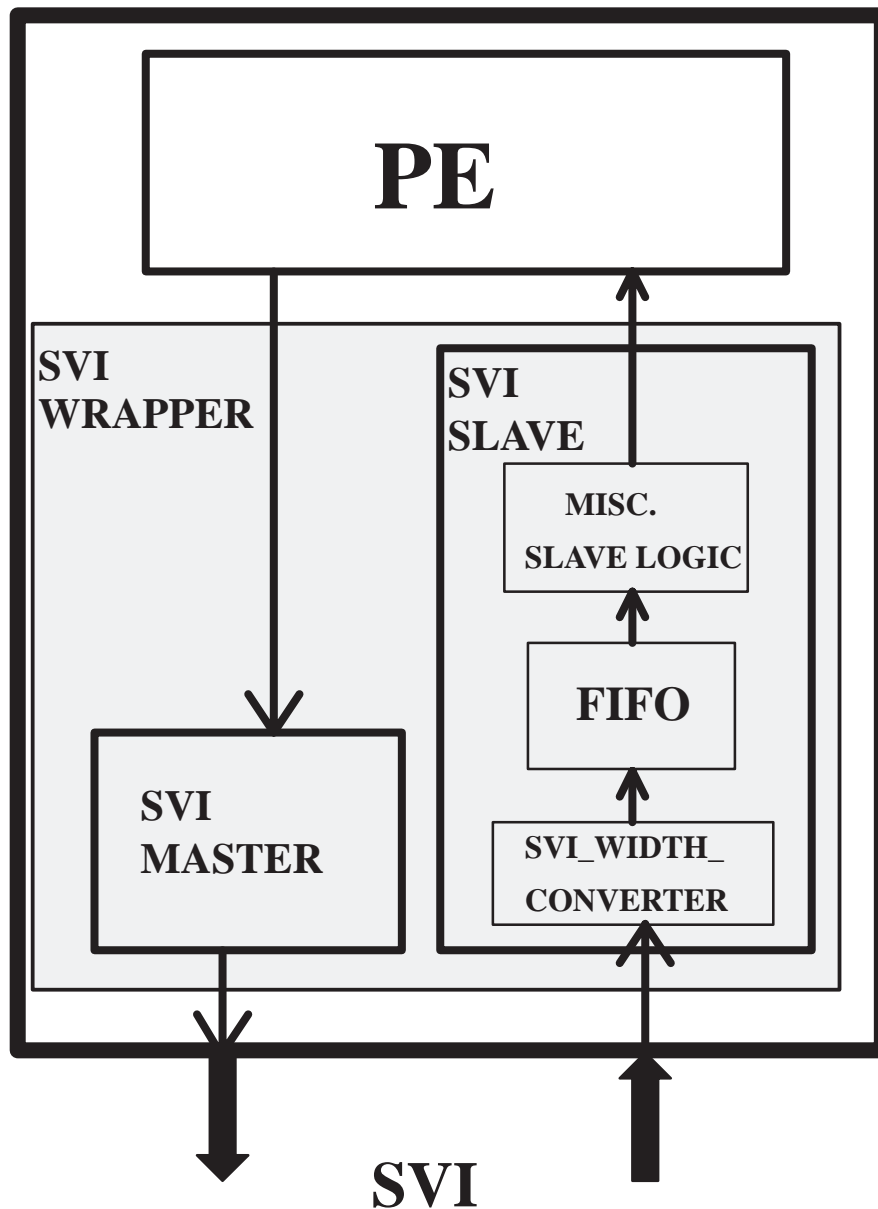 PE
SVI
WRAPPER
SVI
SLAVE
MISC.
SLAVE LOGIC
FIFO
SVI_WIDTH_
CONVERTER
SVI
MASTER
SVI